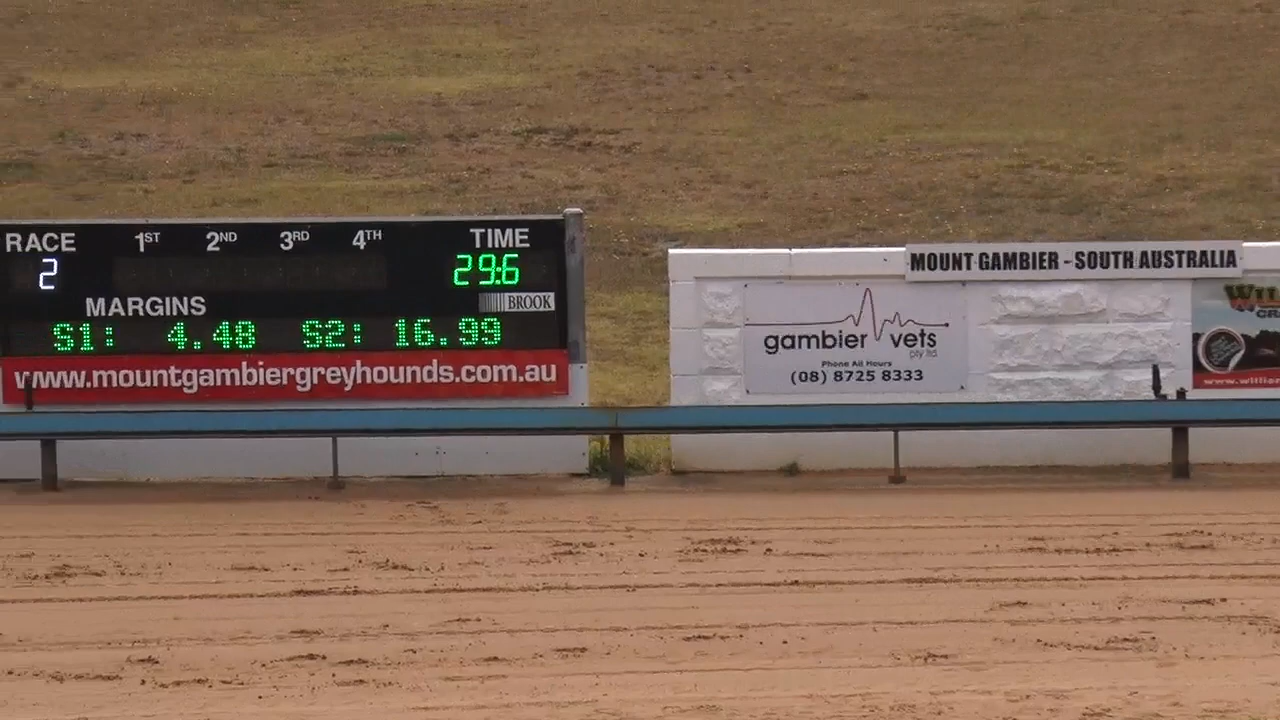 RACE 1ST 2ND 3RD 4TH TIME
2 29:6
MARGINS BROOK
S1: 4.48 S2: 16.99
www.mountgambiergreyhounds.com.au
MOUNT GAMBIER - SOUTH AUSTRALIA
gambier vets
pty ltd
Phone All Hours
(08) 8725 8333